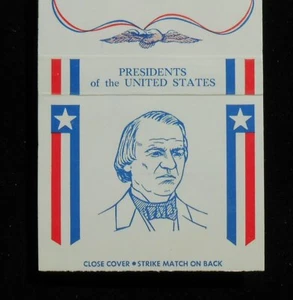 PRESIDENTS
of the UNITED STATES
CLOSE COVER • STRIKE MATCH ON BACK